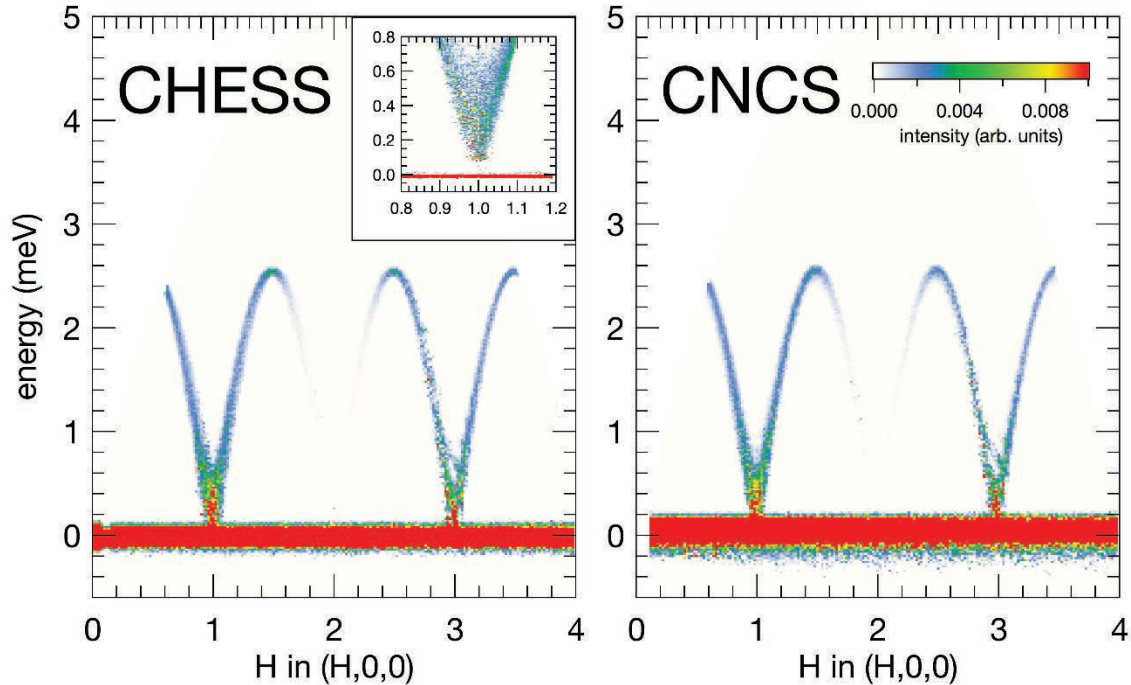 CHESS
CNCS
0.000 0.004 0.008
intensity (arb. units)
0.8
0.6
0.4
0.2
0.0
0.8 0.9 1.0 1.1 1.2
energy (meV)
5
4
3
2
1
0
0 1 2 3 4
H in (H,0,0)
5
4
3
2
1
0
1 2 3 4
H in (H,0,0)